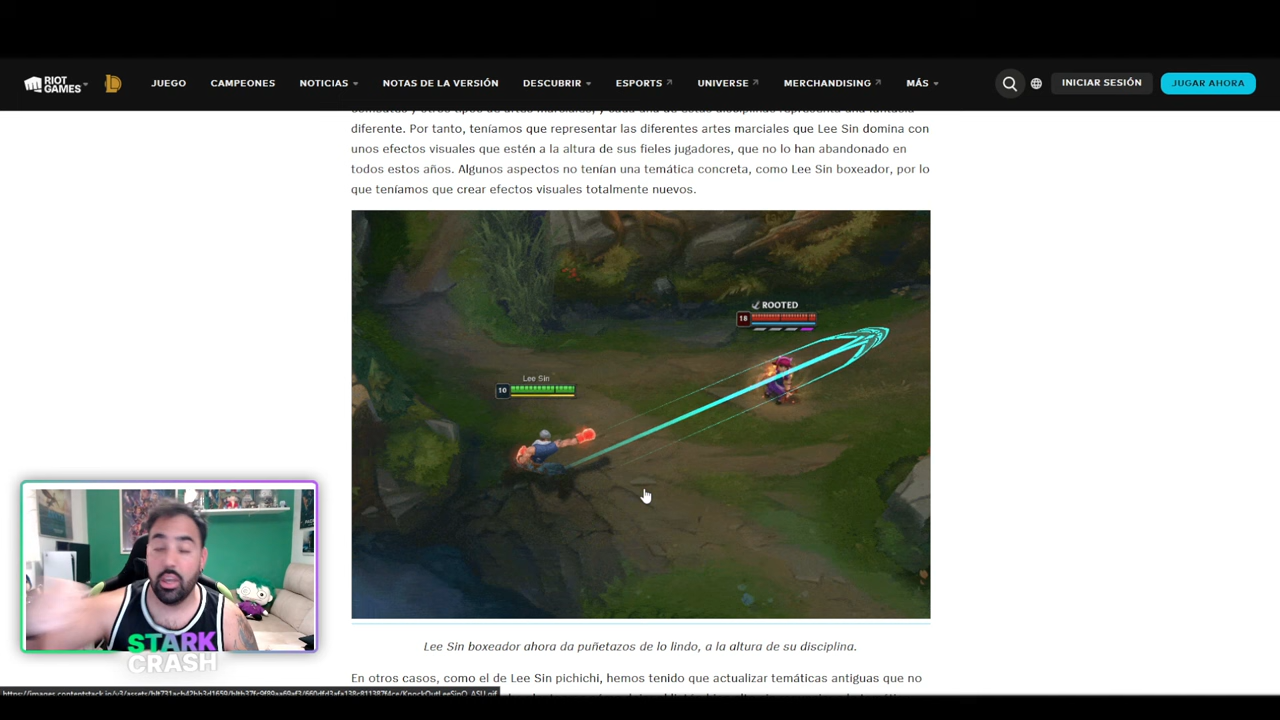 RIOT
GAMES
JUEGO
CAMPEONES
NOTICIAS
NOTAS DE LA VERSIÓN
DESCUBRIR
ESPORTS
UNIVERSE
MERCHANDISING
MÁS
INICIAR SESIÓN
JUGAR AHORA
diferente. Por tanto, teníamos que representar las diferentes artes marciales que Lee Sin domina con
unos efectos visuales que estén a la altura de sus fieles jugadores, que no lo han abandonado en
todos estos años. Algunos aspectos no tenían una temática concreta, como Lee Sin boxeador, por lo
que teníamos que crear efectos visuales totalmente nuevos.
ROOTED
18
Lee Sin
10
STARK
CRASH
Lee Sin boxeador ahora da puñetazos de lo lindo, a la altura de su disciplina.
En otros casos, como el de Lee Sin pichichi, hemos tenido que actualizar temáticas antiguas que no